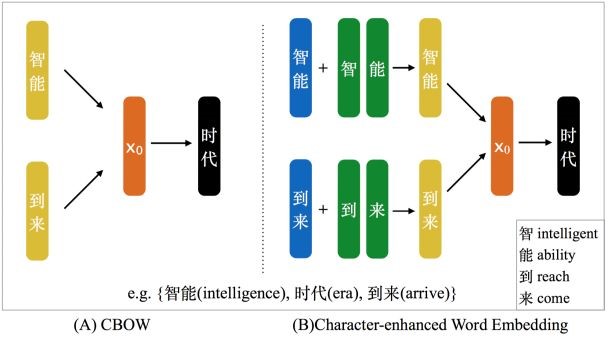 智能
到来
x₀
时代
智能
+
智
能
智能
到来
+
到
来
到来
x₀
时代
智 intelligent
能 ability
到 reach
来 come
e.g. {智能(intelligence), 时代(era), 到来(arrive)}
(A) CBOW
(B)Character-enhanced Word Embedding